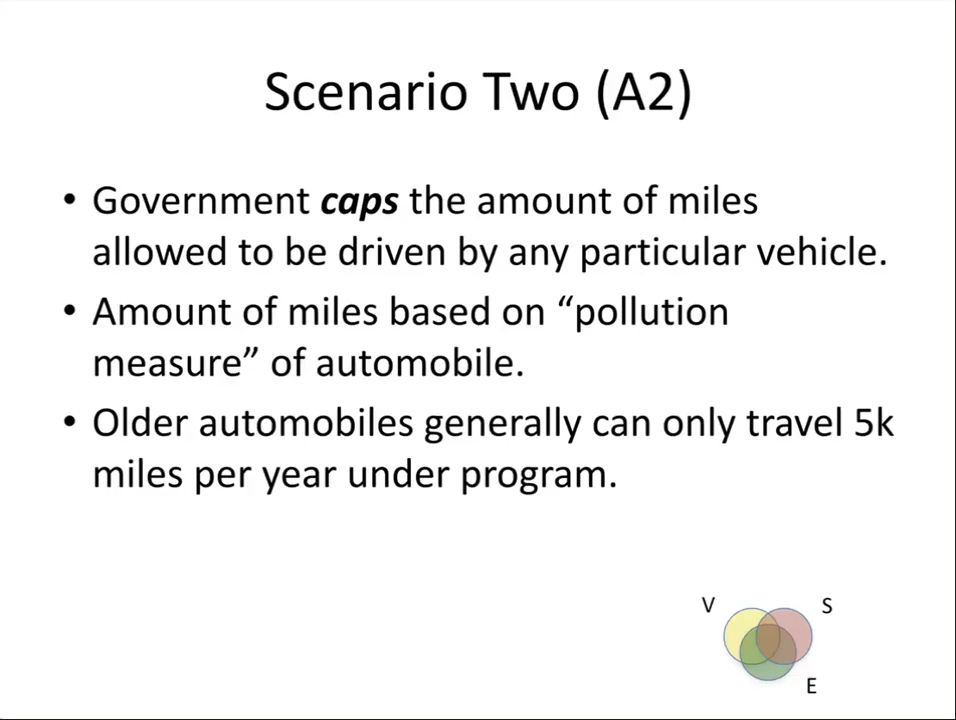 Scenario Two (A2)
• Government caps the amount of miles
allowed to be driven by any particular vehicle.
• Amount of miles based on “pollution
measure” of automobile.
• Older automobiles generally can only travel 5k
miles per year under program.
V
S
E